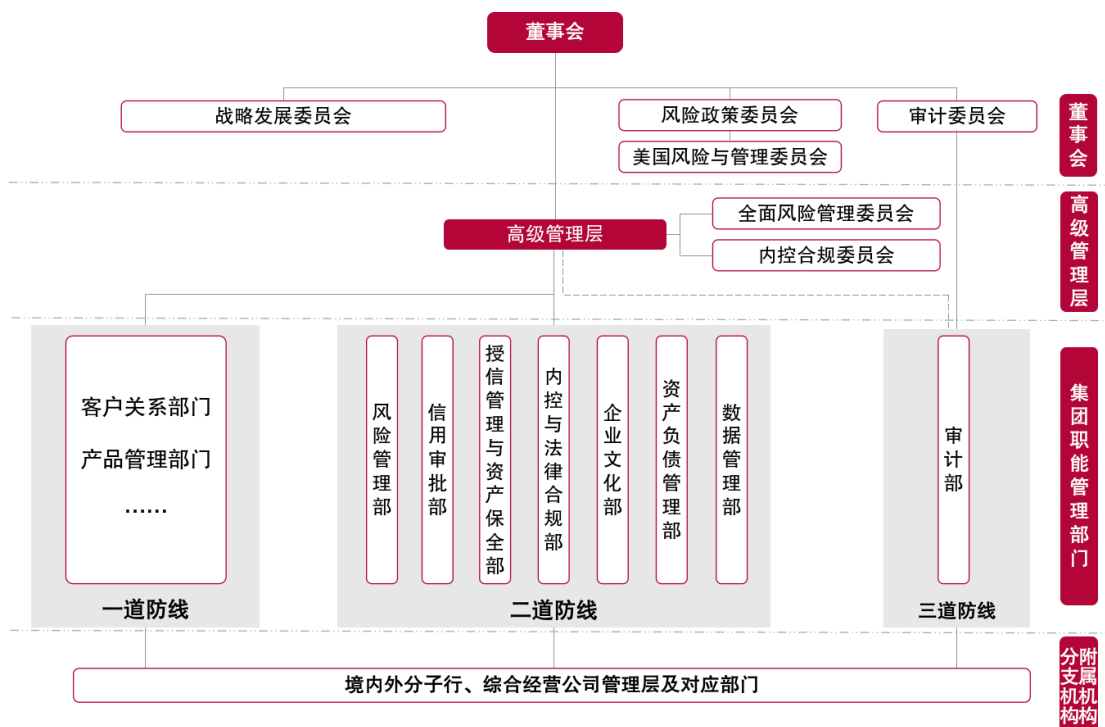 董事会
战略发展委员会
风险政策委员会
审计委员会
美国风险与管理委员会
董事会
高级管理层
全面风险管理委员会
内控合规委员会
高级管理层
客户关系部门
产品管理部门
……
一道防线
风险管理部
信用审批部
授信管理与资产保全部
内控与法律合规部
企业文化部
资产负债管理部
数据管理部
二道防线
审计部
三道防线
集团职能管理部门
境内外分子行、综合经营公司管理层及对应部门
附属机构
分支机构